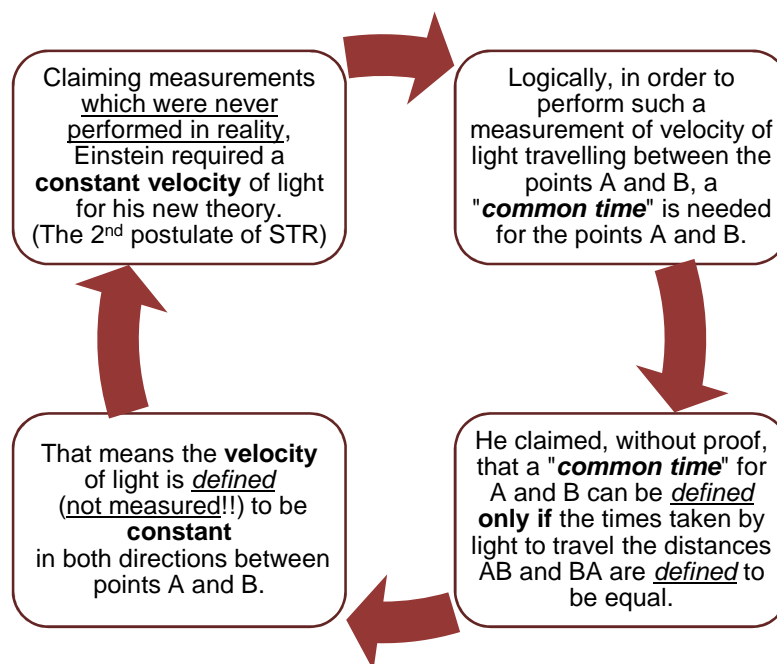 Claiming measurements
which were never
performed in reality,
Einstein required a
constant velocity of light
for his new theory.
(The 2nd postulate of STR)
Logically, in order to
perform such a
measurement of velocity of
light travelling between the
points A and B, a
"common time" is needed
for the points A and B.
He claimed, without proof,
that a "common time" for
A and B can be defined
only if the times taken by
light to travel the distances
AB and BA are defined to
be equal.
That means the velocity
of light is defined
(not measured!!) to be
constant
in both directions between
points A and B.